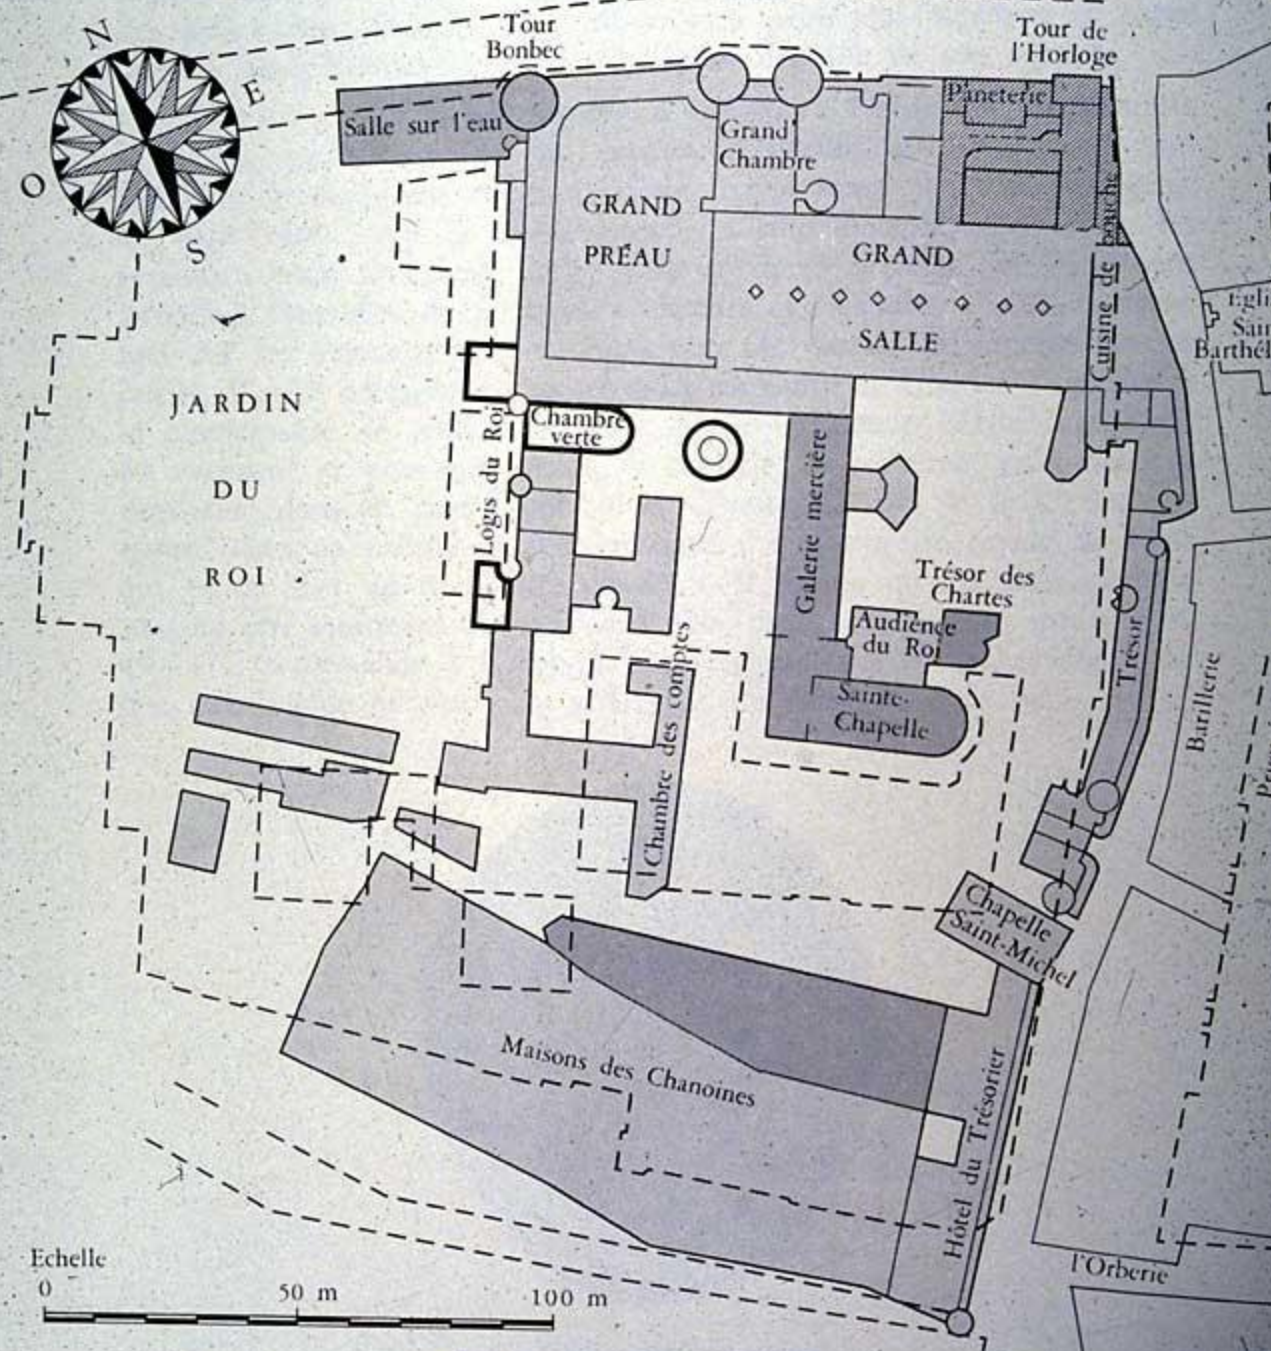 N
E
O
S
Tour
Bonbec
Tour de
l'Horloge
Salle sur l'eau
Grand'
Chambre
Paneterie
GRAND
PRÉAU
GRAND
SALLE
Cuisine de bouche
JARDIN
DU
ROI
Logis du Roi
Chambre
verte
Galerie mercière
Trésor des
Chartes
Audience
du Roi
Sainte-
Chapelle
Trésor
Barillerie
Chambre des comptes
Chapelle
Saint-Michel
Maisons des Chanoines
Hôtel du Trésorier
l'Orberie
Echelle
0
50 m
100 m